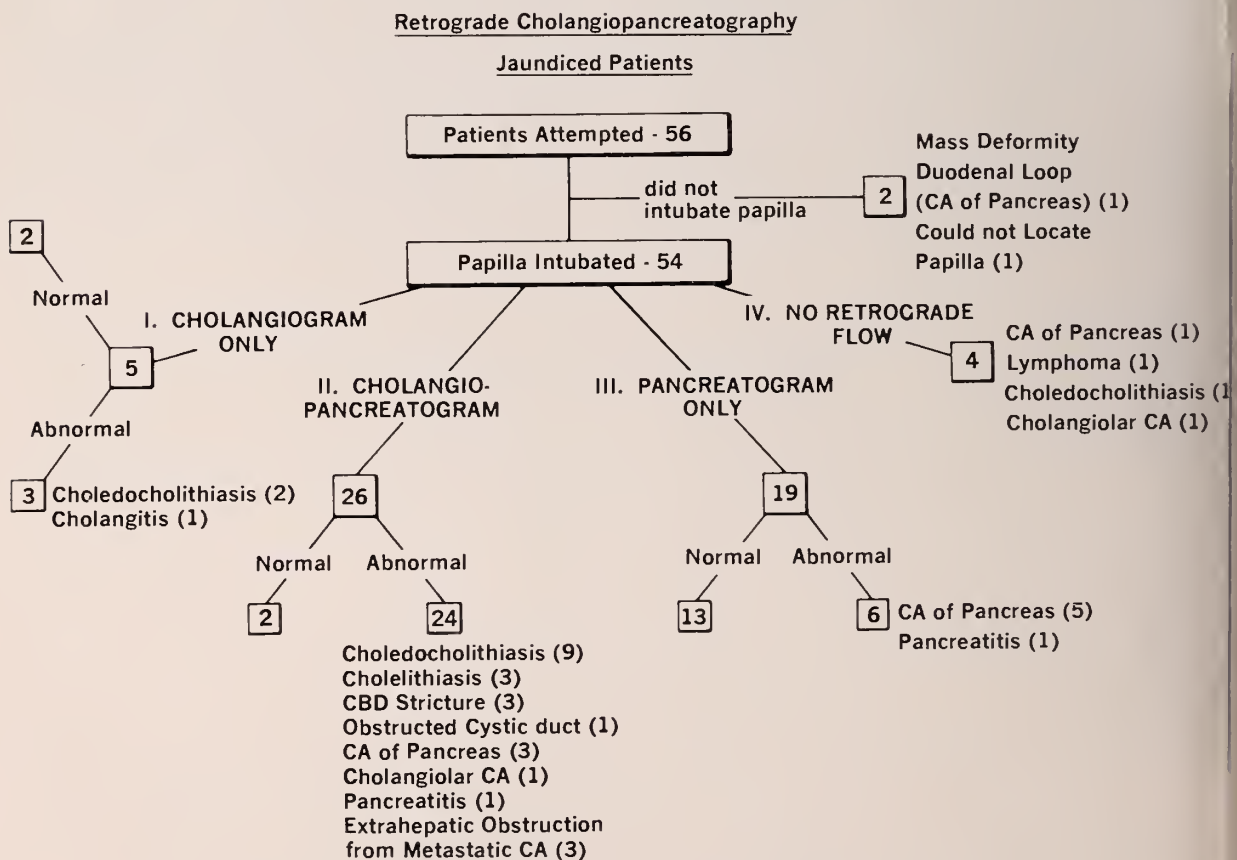 Retrograde Cholangiopancreatography
Jaundiced Patients
Patients Attempted - 56
did not
intubate papilla
2
Mass Deformity
Duodenal Loop
(CA of Pancreas) (1)
Could not Locate
Papilla (1)
Papilla Intubated - 54
2
Normal
I. CHOLANGIOGRAM
ONLY
5
Abnormal
3
Choledocholithiasis (2)
Cholangitis (1)
II. CHOLANGIO-
PANCREATOGRAM
26
Normal
Abnormal
2
24
Choledocholithiasis (9)
Cholelithiasis (3)
CBD Stricture (3)
Obstructed Cystic duct (1)
CA of Pancreas (3)
Cholangiolar CA (1)
Pancreatitis (1)
Extrahepatic Obstruction
from Metastatic CA (3)
III. PANCREATOGRAM
ONLY
19
Normal
Abnormal
13
6
CA of Pancreas (5)
Pancreatitis (1)
IV. NO RETROGRADE
FLOW
4
CA of Pancreas (1)
Lymphoma (1)
Choledocholithiasis (1
Cholangiolar CA (1)